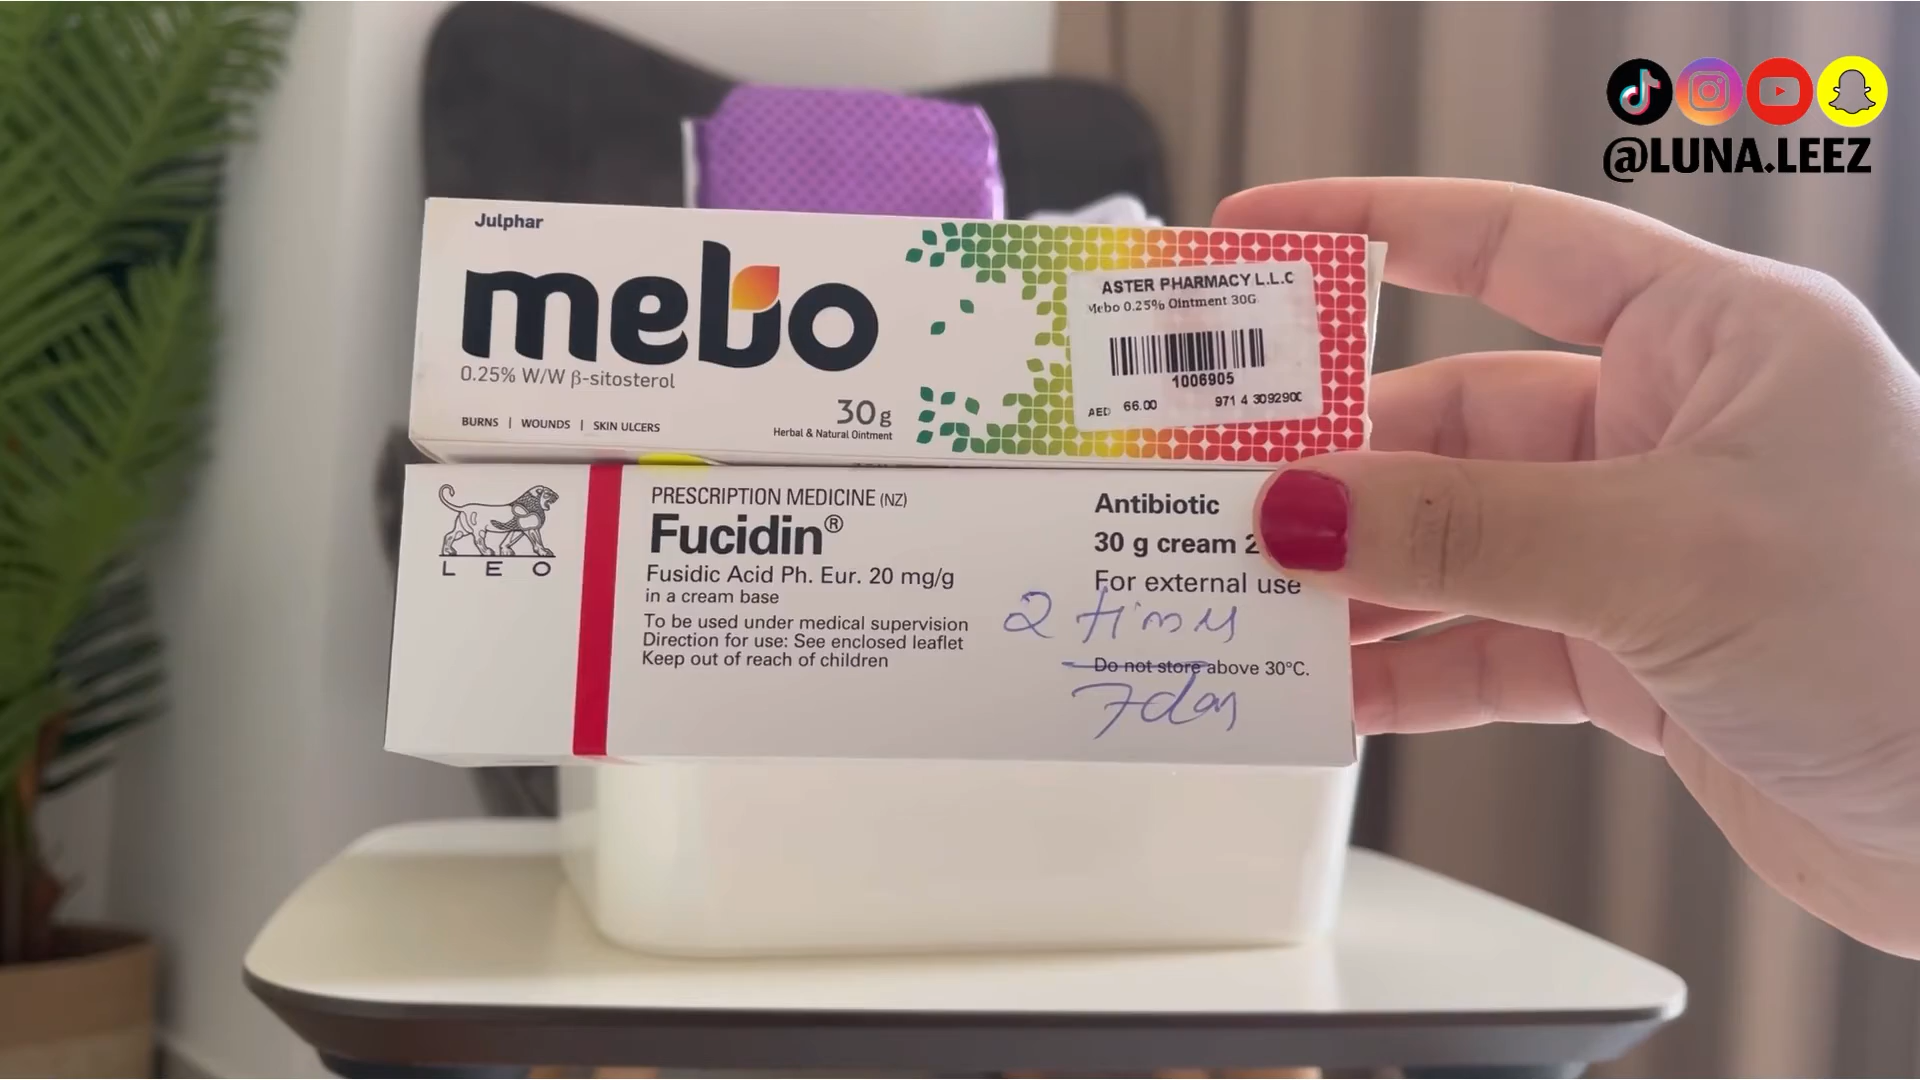 @LUNA.LEEZ
Julphar
mebo
0.25% W/W β-sitosterol
BURNS | WOUNDS | SKIN ULCERS
30g
Herbal & Natural Ointment
ASTER PHARMACY L.L.C
Mebo 0.25% Ointment 30G
1006905
AED 66.00 971 4 3092900
LEO
PRESCRIPTION MEDICINE (NZ)
Fucidin®
Fusidic Acid Ph. Eur. 20 mg/g
in a cream base
To be used under medical supervision
Direction for use: See enclosed leaflet
Keep out of reach of children
Antibiotic
30 g cream 2
For external use
2 times
Do not store above 30°C.
7 day